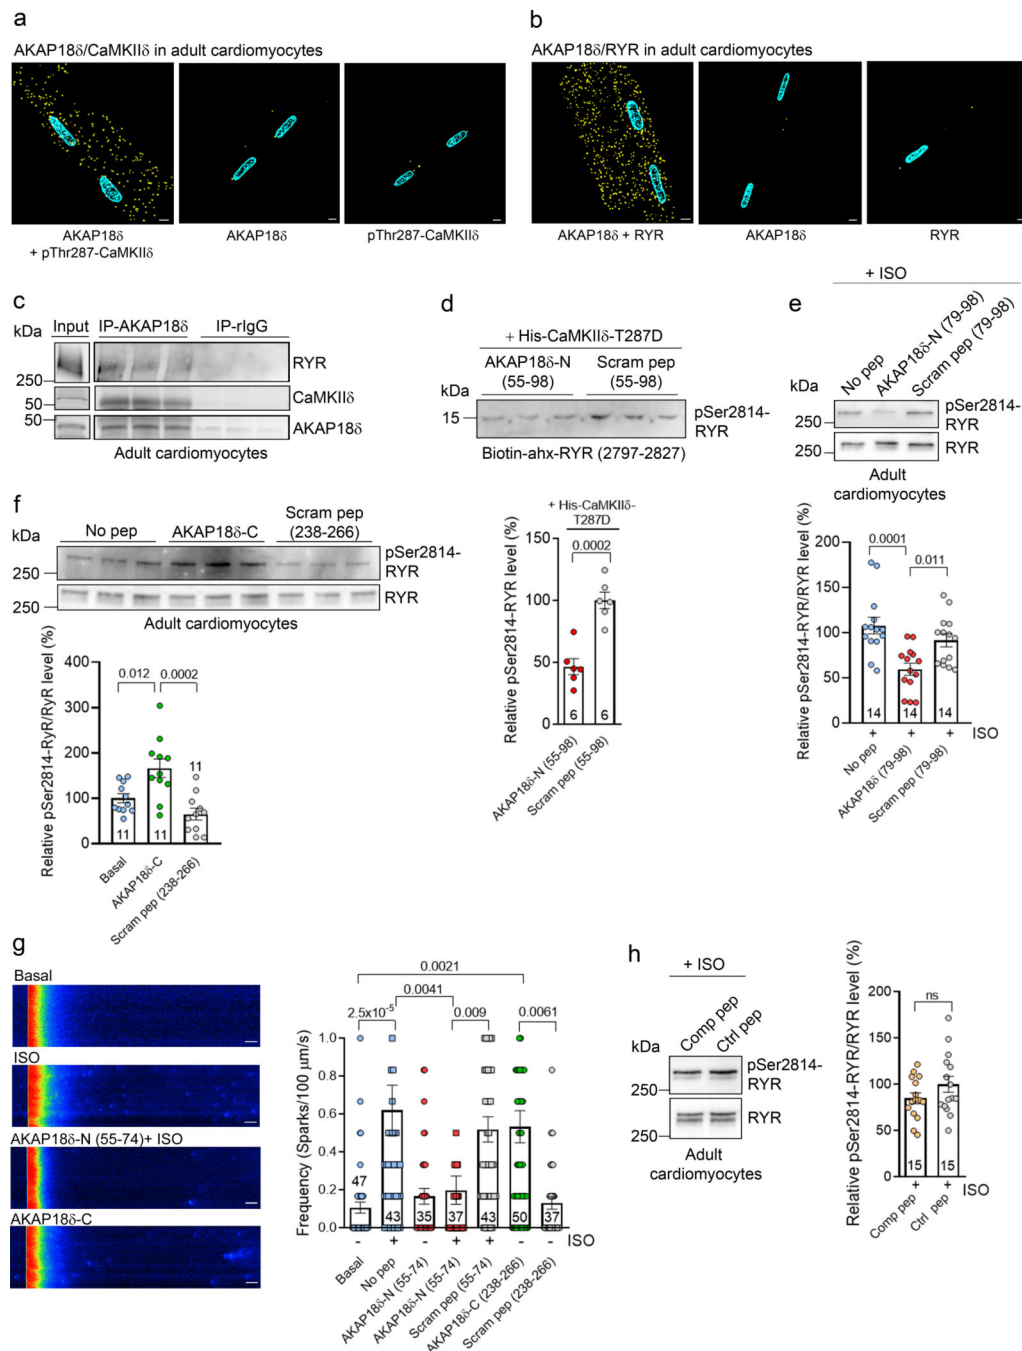 a
AKAP18δ/CaMKIIδ in adult cardiomyocytes
AKAP18δ
+ pThr287-CaMKIIδ
AKAP18δ
pThr287-CaMKIIδ
b
AKAP18δ/RYR in adult cardiomyocytes
AKAP18δ + RYR
AKAP18δ
RYR
c
kDa
Input
IP-AKAP18δ
IP-rIgG
250
RYR
50
CaMKIIδ
50
AKAP18δ
Adult cardiomyocytes
d
+ His-CaMKIIδ-T287D
AKAP18δ-N
(55-98)
Scram pep
(55-98)
kDa
15
pSer2814-
RYR
Biotin-ahx-RYR (2797-2827)
+ His-CaMKIIδ-
T287D
0.0002
Relative pSer2814-RYR level (%)
150
100
50
0
6
6
AKAP18δ-N (55-98)
Scram pep (55-98)
e
+ ISO
No pep
AKAP18δ-N (79-98)
Scram pep (79-98)
kDa
250
pSer2814-
RYR
250
RYR
Adult
cardiomyocytes
Relative pSer2814-RYR/RYR level (%)
200
150
100
50
0
0.0001
0.011
14
14
14
+
+
+
ISO
No pep
AKAP18δ (79-98)
Scram pep (79-98)
f
kDa
No pep
AKAP18δ-C
Scram pep
(238-266)
250
pSer2814-
RYR
250
RYR
Adult cardiomyocytes
Relative pSer2814-RyR/RyR level (%)
400
300
200
100
0
0.012
0.0002
11
11
11
Basal
AKAP18δ-C
Scram pep (238-266)
g
Basal
ISO
AKAP18δ-N (55-74)+ ISO
AKAP18δ-C
Frequency (Sparks/100 μm/s)
1.0
0.8
0.6
0.4
0.2
0.0
0.0021
0.0041
2.5x10⁻⁵
0.009
0.0061
47
43
35
37
43
50
37
-
+
-
+
+
-
-
ISO
Basal
No pep
AKAP18δ-N (55-74)
AKAP18δ-N (55-74)
Scram pep (55-74)
AKAP18δ-C (238-266)
Scram pep (238-266)
h
+ ISO
Comp pep
Ctrl pep
kDa
250
pSer2814-
RYR
250
RYR
Adult
cardiomyocytes
Relative pSer2814-RYR/RYR level (%)
200
150
100
50
0
ns
15
15
+
+
ISO
Comp pep
Ctrl pep